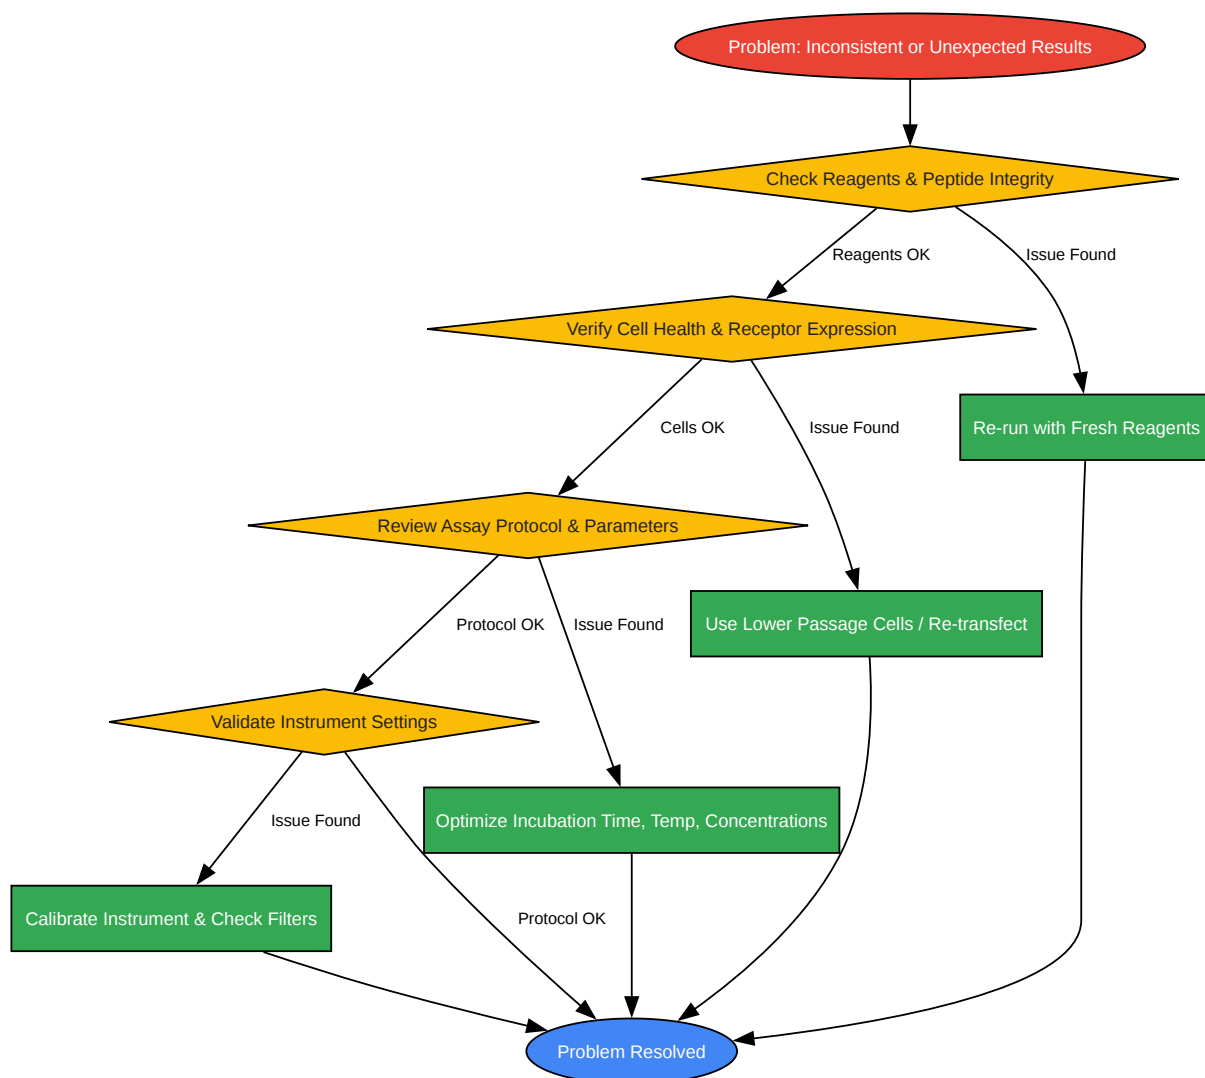 Problem: Inconsistent or Unexpected Results
Check Reagents & Peptide Integrity
Reagents OK
Issue Found
Verify Cell Health & Receptor Expression
Re-run with Fresh Reagents
Cells OK
Issue Found
Review Assay Protocol & Parameters
Use Lower Passage Cells / Re-transfect
Protocol OK
Issue Found
Validate Instrument Settings
Issue Found
Optimize Incubation Time, Temp, Concentrations
Calibrate Instrument & Check Filters
Protocol OK
Problem Resolved